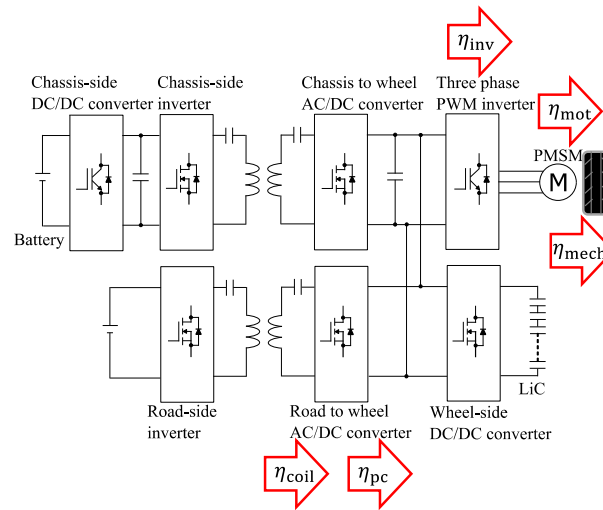 η_inv
Chassis-side
DC/DC converter
Chassis-side
inverter
Chassis to wheel
AC/DC converter
Three phase
PWM inverter
η_mot
PMSM
M
Battery
η_mech
LiC
Road-side
inverter
Road to wheel
AC/DC converter
Wheel-side
DC/DC converter
η_coil
η_pc